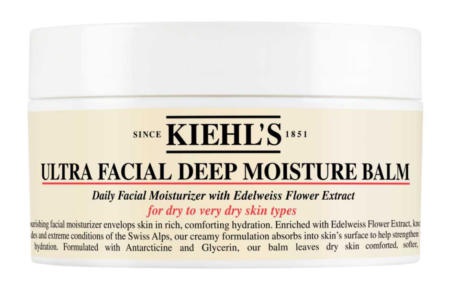 SINCE KIEHL'S 1851
ULTRA FACIAL DEEP MOISTURE BALM
Daily Facial Moisturizer with Edelweiss Flower Extract
for dry to very dry skin types
facial moisturizer envelops skin in rich, comforting hydration. Enriched with Edelweiss Flower Extract,
and extreme conditions of the Swiss Alps, our creamy formulation absorbs into skin's surface to help strengthen
hydration. Formulated with Antarcticine and Glycerin, our balm leaves dry skin comforted, softer,